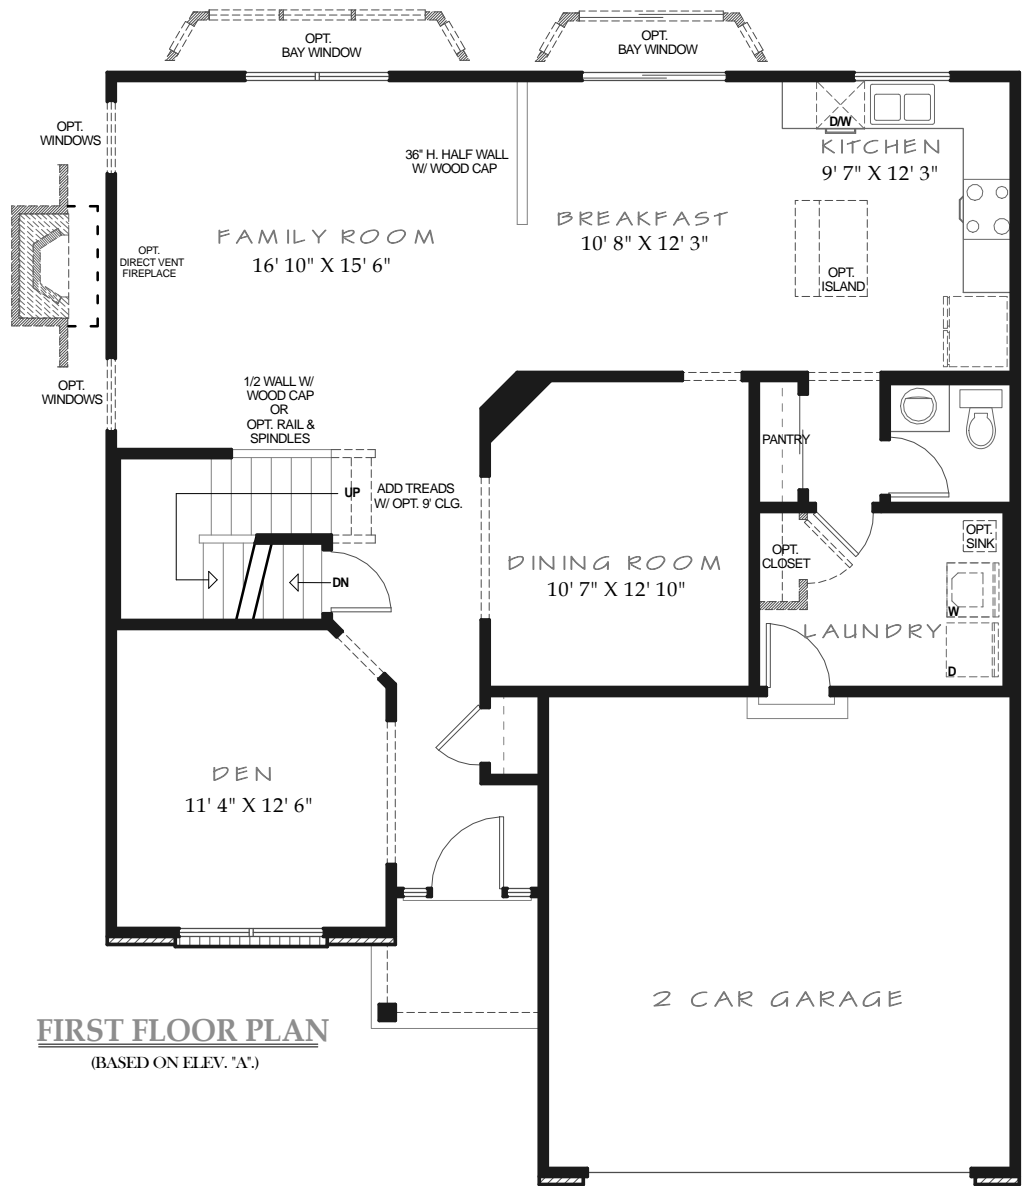 OPT.
BAY WINDOW
OPT.
BAY WINDOW
OPT.
WINDOWS
36" H. HALF WALL
W/ WOOD CAP
D/W
KITCHEN
9' 7" X 12' 3"
FAMILY ROOM
16' 10" X 15' 6"
BREAKFAST
10' 8" X 12' 3"
OPT.
DIRECT VENT
FIREPLACE
OPT.
ISLAND
OPT.
WINDOWS
1/2 WALL W/
WOOD CAP
OR
OPT. RAIL &
SPINDLES
PANTRY
UP
ADD TREADS
W/ OPT. 9' CLG.
DINING ROOM
10' 7" X 12' 10"
OPT.
CLOSET
OPT.
SINK
DN
W
LAUNDRY
D
DEN
11' 4" X 12' 6"
2 CAR GARAGE
FIRST FLOOR PLAN
(BASED ON ELEV. "A".)